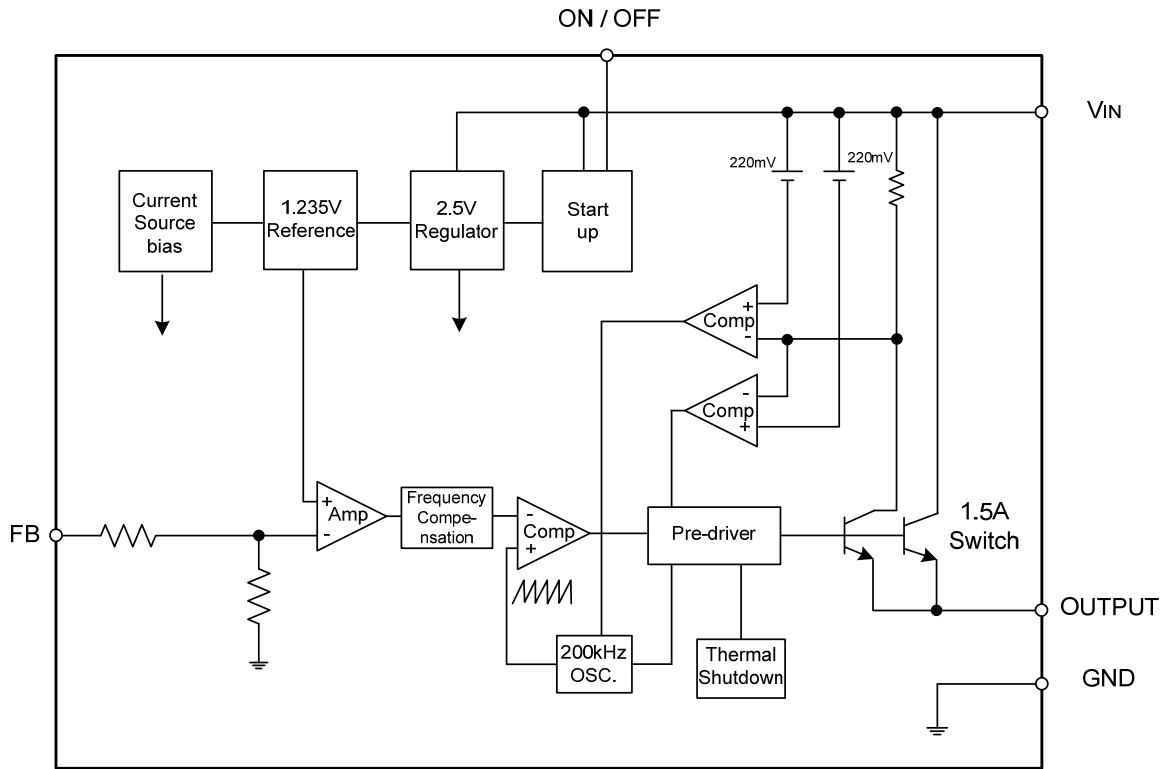 ON / OFF
VIN
220mV
220mV
Current
Source
bias
1.235V
Reference
2.5V
Regulator
Start
up
+
Comp
-
-
Comp
+
+
Amp
-
Frequency
Compe-
nsation
-
Comp
+
Pre-driver
1.5A
Switch
FB
OUTPUT
200kHz
OSC.
Thermal
Shutdown
GND